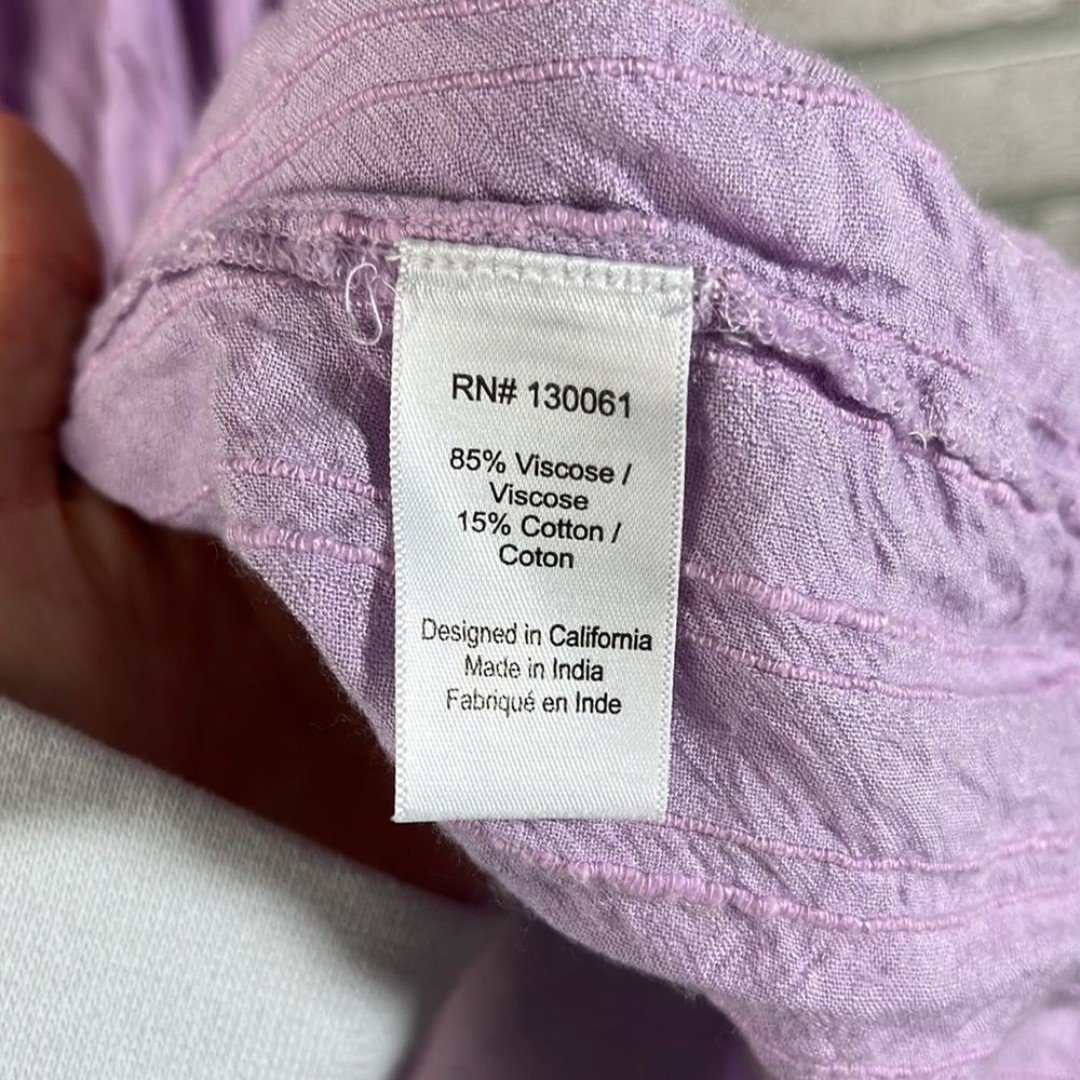 RN# 130061
85% Viscose /
Viscose
15% Cotton /
Coton
Designed in California
Made in India
Fabriqué en Inde